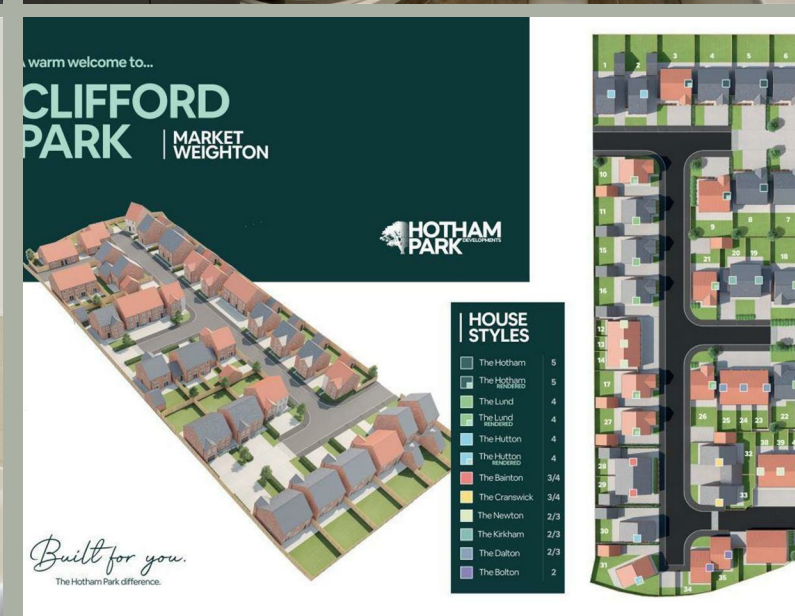 warm welcome to...
CLIFFORD
PARK
MARKET
WEIGHTON
HOTHAM
PARK
DEVELOPMENTS
HOUSE
STYLES
The Hotham 5
The Hotham 5
RENDERED
The Lund 4
The Lund 4
RENDERED
The Hutton 4
The Hutton 4
RENDERED
The Bainton 3/4
The Cranswick 3/4
The Newton 2/3
The Kirkham 2/3
The Dalton 2/3
The Bolton 2
Built for you.
The Hotham Park difference.
1 2 3 4 5 6
10
11
9 8 7
15
21 20 19 18
16
12
13
14
17
26 25 24 23 22
27
38 39
32
28
29
33
30
31
34 35